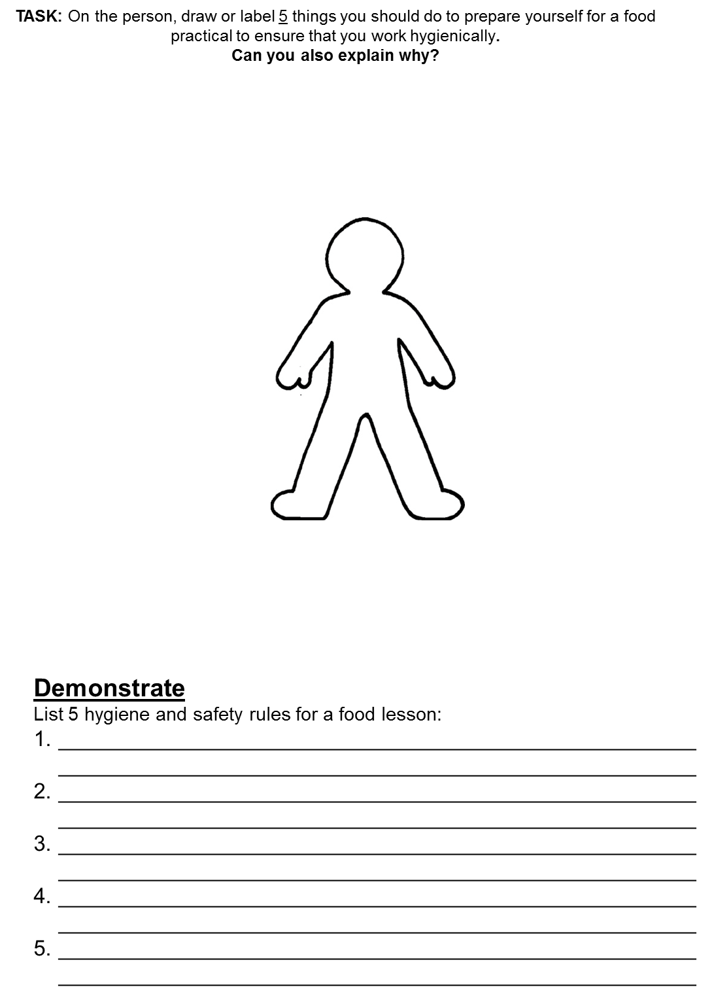 TASK: On the person, draw or label 5 things you should do to prepare yourself for a food
practical to ensure that you work hygienically.
Can you also explain why?
Demonstrate
List 5 hygiene and safety rules for a food lesson:
1.
2.
3.
4.
5.